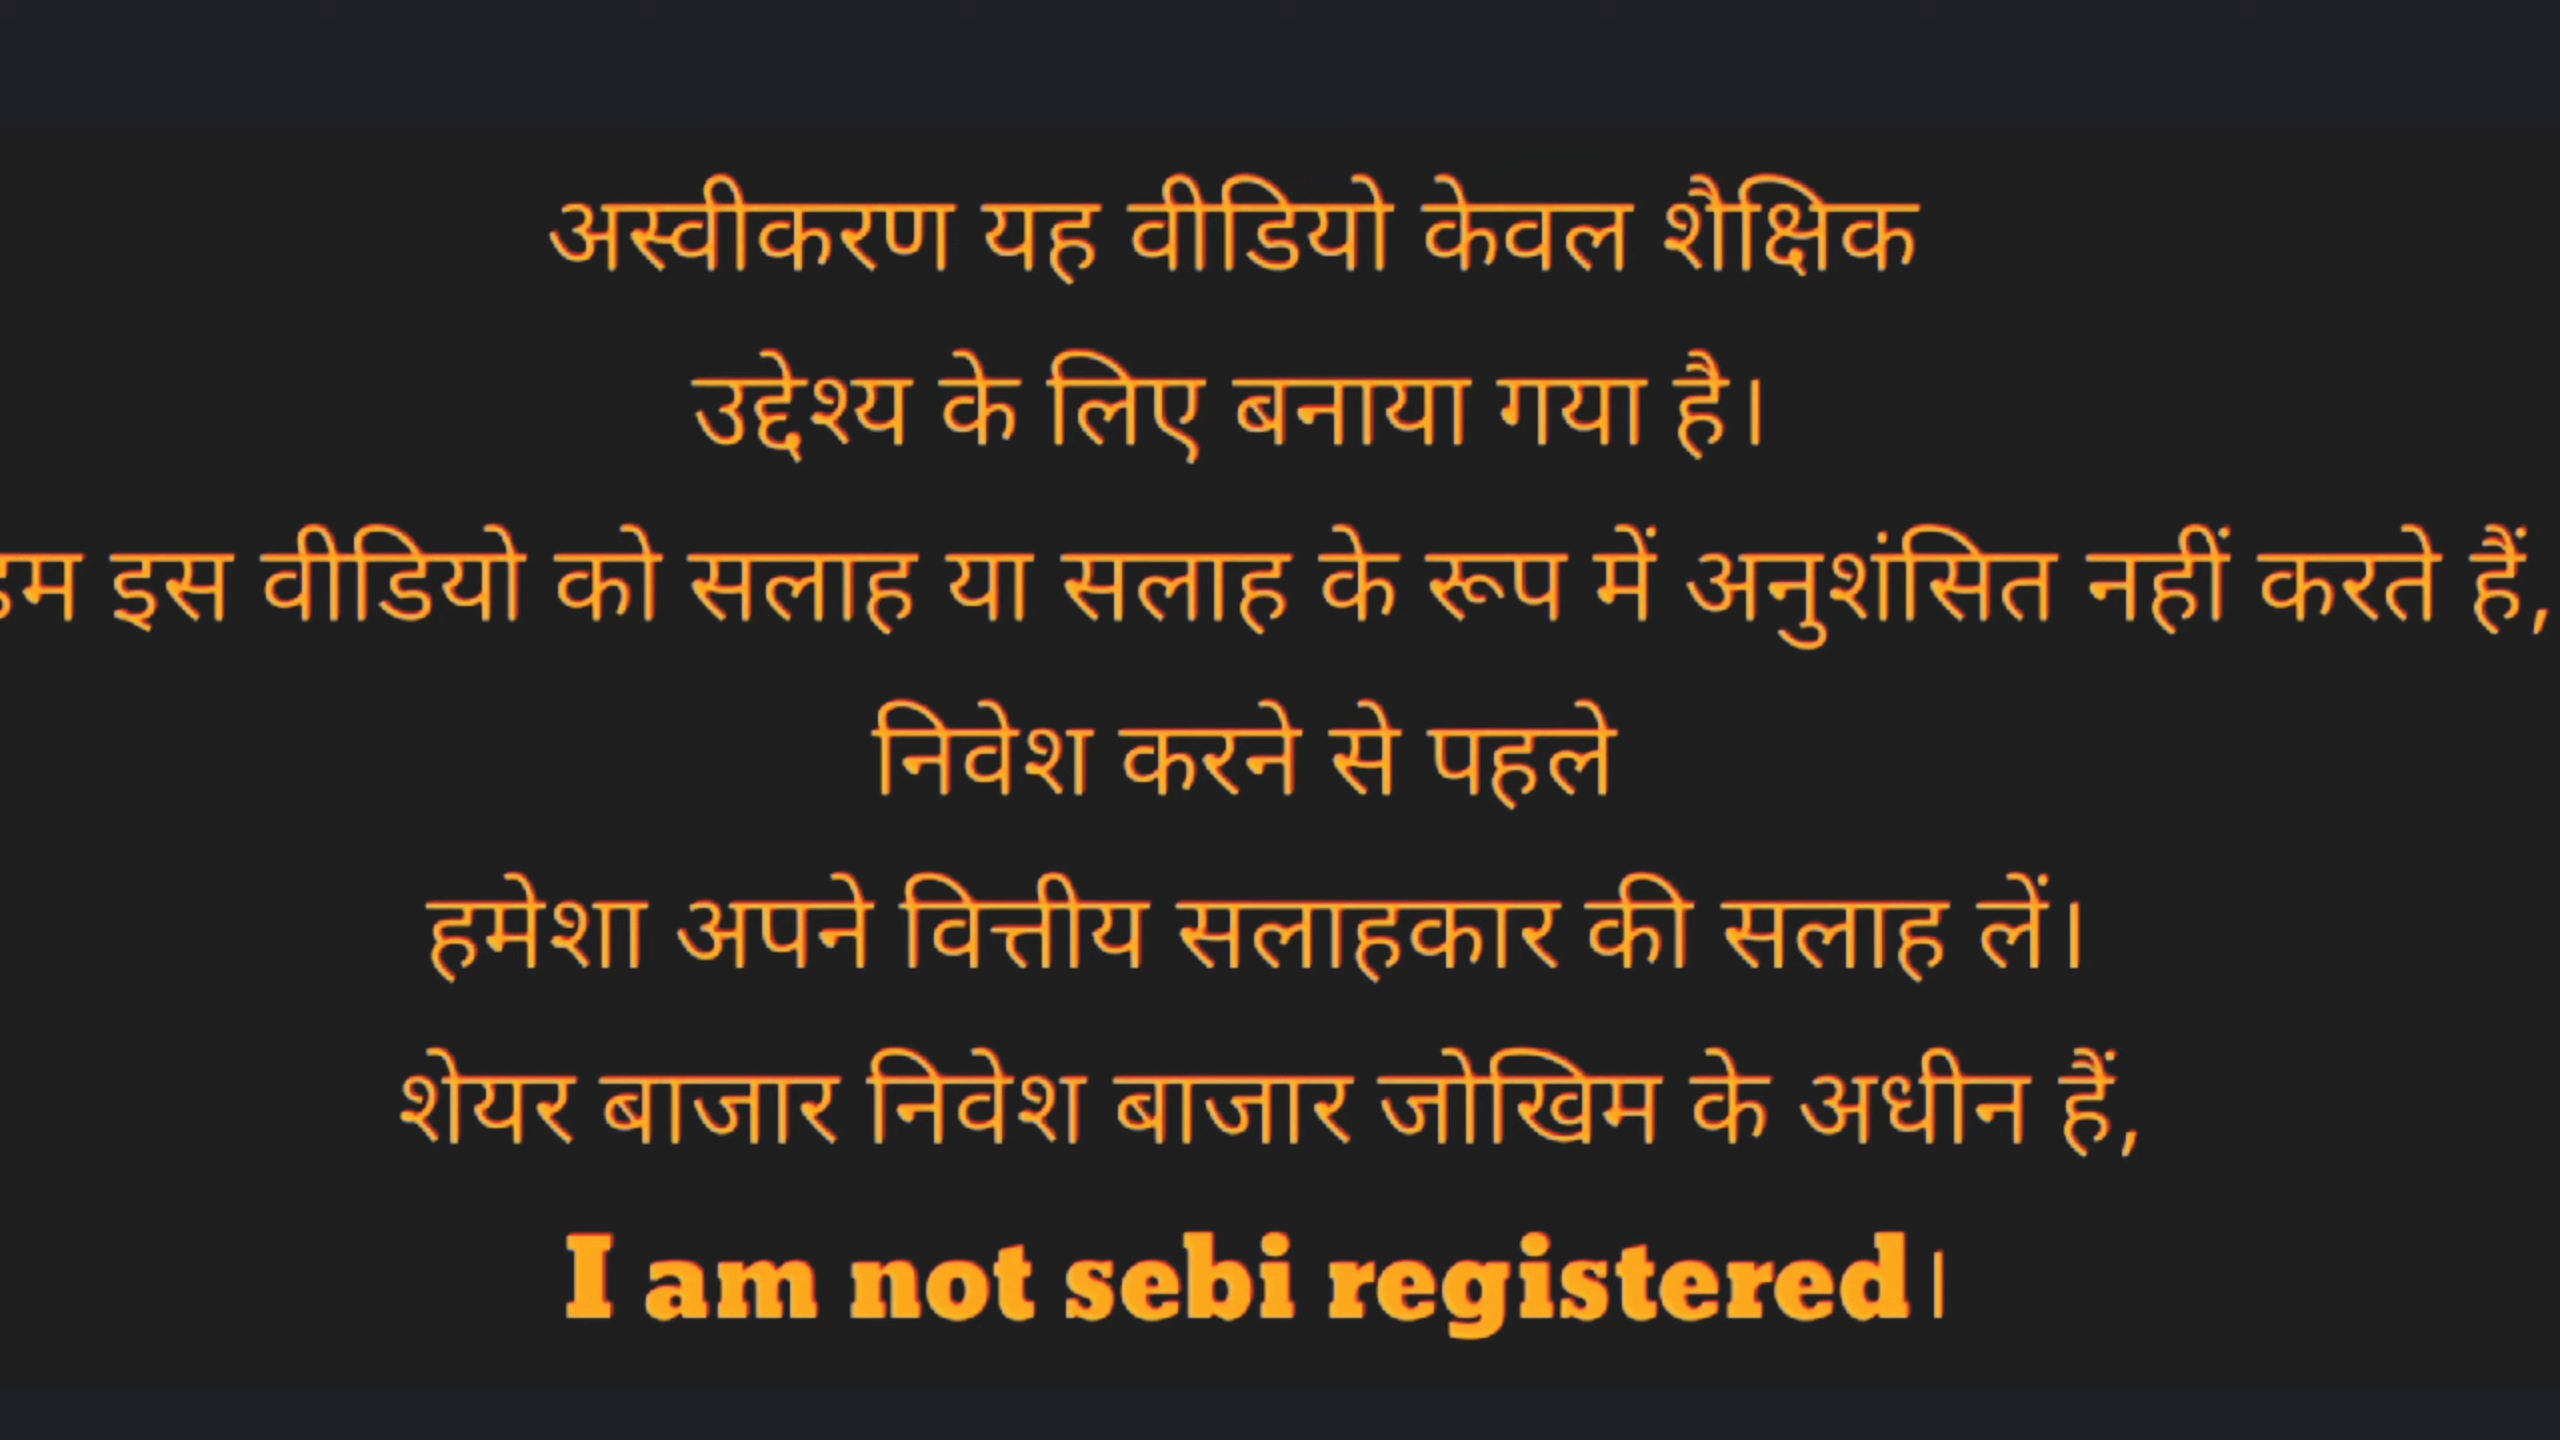 अस्वीकरण यह वीडियो केवल शैक्षिक
उद्देश्य के लिए बनाया गया है।
हम इस वीडियो को सलाह या सलाह के रूप में अनुशंसित नहीं करते हैं,
निवेश करने से पहले
हमेशा अपने वित्तीय सलाहकार की सलाह लें।
शेयर बाजार निवेश बाजार जोखिम के अधीन हैं,
I am not sebi registered।